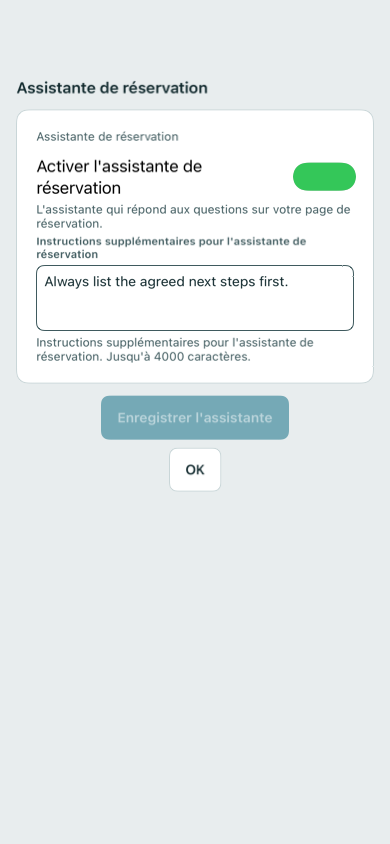 Assistante de réservation
Assistante de réservation
Activer l'assistante de
réservation
L'assistante qui répond aux questions sur votre page de
réservation.
Instructions supplémentaires pour l'assistante de
réservation
Always list the agreed next steps first.
Instructions supplémentaires pour l'assistante de
réservation. Jusqu'à 4000 caractères.
Enregistrer l'assistante
OK